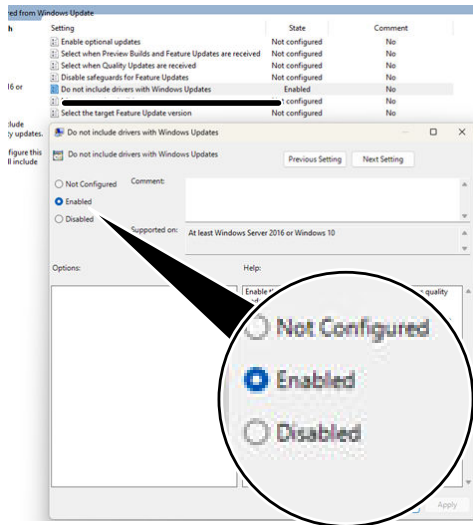 red from Windows Update
h Setting State Comment
Enable optional updates Not configured No
Select when Preview Builds and Feature Updates are received Not configured No
Select when Quality Updates are received Not configured No
Disable safeguards for Feature Updates Not configured No
16 or Do not include drivers with Windows Updates Enabled No
configured No
Select the target Feature Update version Not configured No
clude
ty updates.
figure this
ll include
Do not include drivers with Windows Updates
Do not include drivers with Windows Updates
Previous Setting Next Setting
Not Configured Comment:
Enabled
Disabled
Supported on: At least Windows Server 2016 or Windows 10
Options: Help:
Enable quality
Not Configured
Enabled
Disabled
Apply